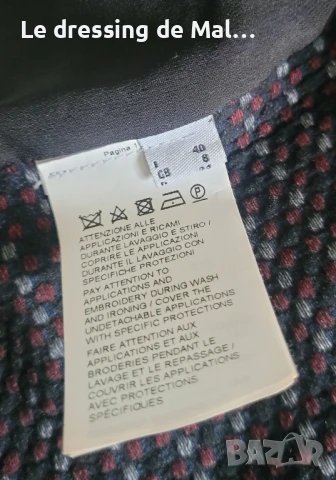 Le dressing de Mal…
Pagina 1
I 40
GB 8
ATTENZIONE ALLE
APPLICAZIONI E RICAMI
DURANTE LAVAGGIO E STIRO /
COPRIRE LE APPLICAZIONI
DURANTE IL LAVAGGIO CON
SPECIFICHE PROTEZIONI
PAY ATTENTION TO
APPLICATIONS AND
EMBROIDERY DURING WASH
AND IRONING / COVER THE
UNDETACHABLE APPLICATIONS
WITH SPECIFIC PROTECTIONS
FAIRE ATTENTION AUX
APPLICATIONS ET AUX
BRODERIES PENDANT LE
LAVAGE ET LE REPASSAGE /
COUVRIR LES APPLICATIONS
AVEC PROTECTIONS
SPÉCIFIQUES
BAZAR